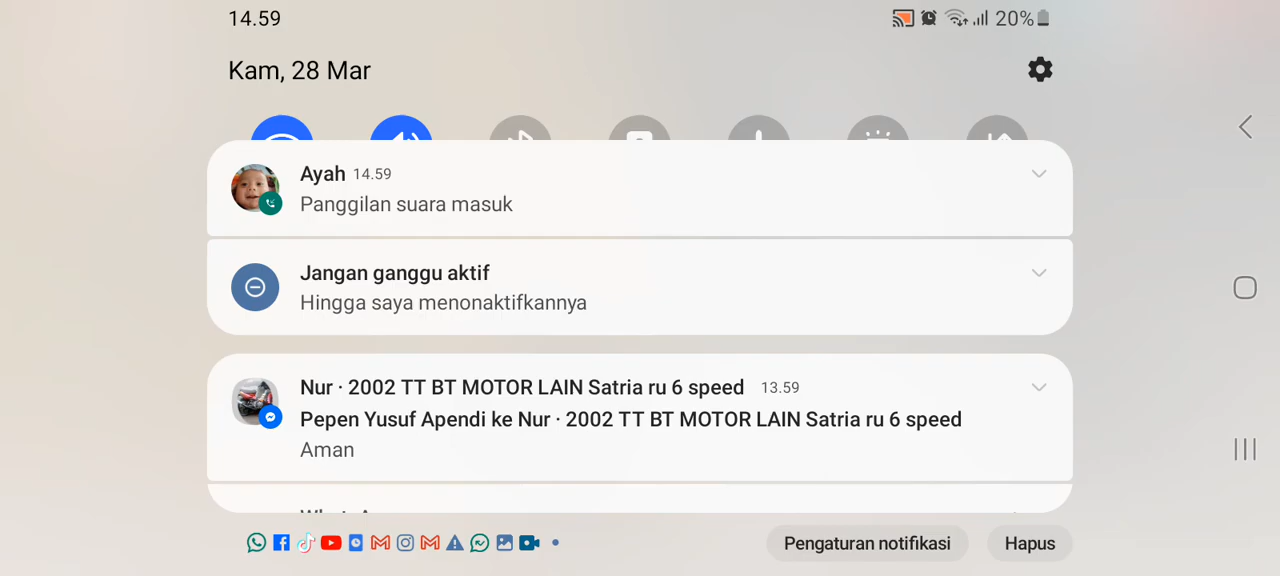 14.59
20%
Kam, 28 Mar
Ayah 14.59
Panggilan suara masuk
Jangan ganggu aktif
Hingga saya menonaktifkannya
Nur · 2002 TT BT MOTOR LAIN Satria ru 6 speed 13.59
Pepen Yusuf Apendi ke Nur · 2002 TT BT MOTOR LAIN Satria ru 6 speed
Aman
Pengaturan notifikasi
Hapus